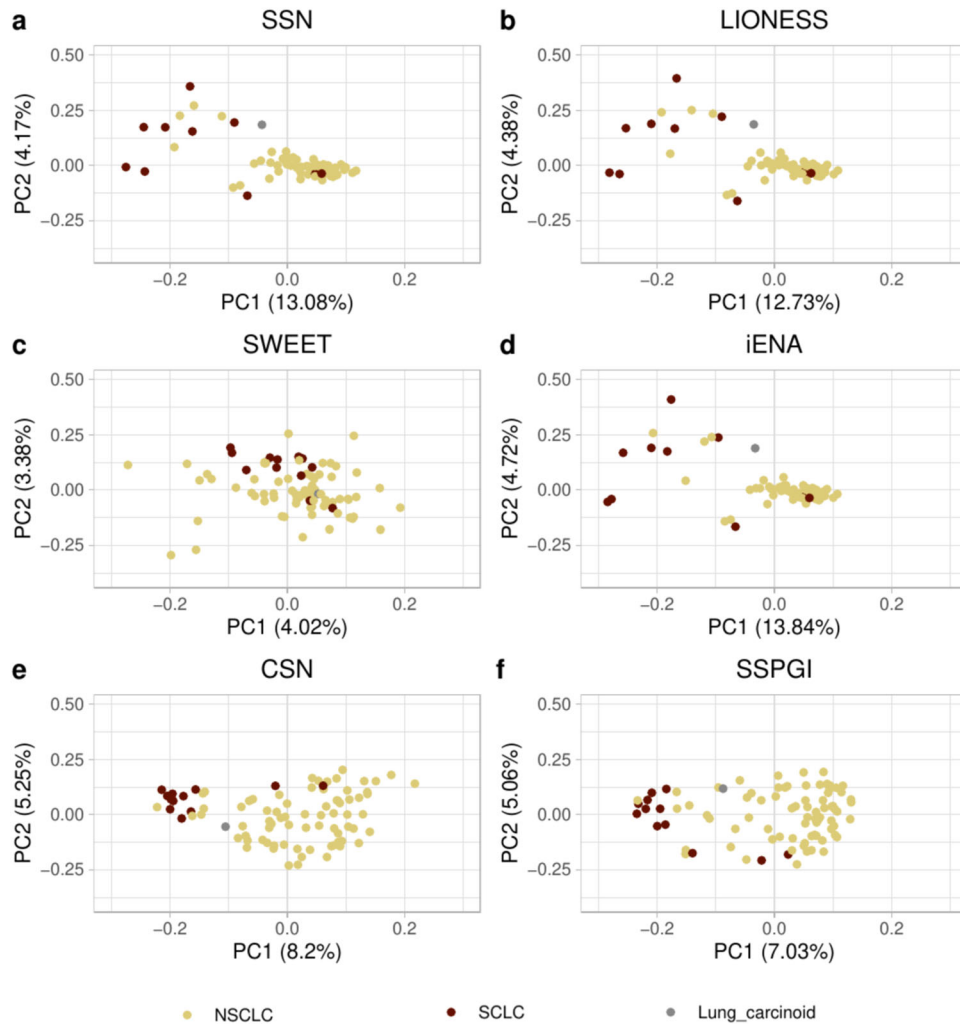 a SSN
0.50
0.25
0.00
−0.25
PC2 (4.17%)
−0.2 0.0 0.2
PC1 (13.08%)
b LIONESS
0.50
0.25
0.00
−0.25
PC2 (4.38%)
−0.2 0.0 0.2
PC1 (12.73%)
c SWEET
0.50
0.25
0.00
−0.25
PC2 (3.38%)
−0.2 0.0 0.2
PC1 (4.02%)
d iENA
0.50
0.25
0.00
−0.25
PC2 (4.72%)
−0.2 0.0 0.2
PC1 (13.84%)
e CSN
0.50
0.25
0.00
−0.25
PC2 (5.25%)
−0.2 0.0 0.2
PC1 (8.2%)
f SSPGI
0.50
0.25
0.00
−0.25
PC2 (5.06%)
−0.2 0.0 0.2
PC1 (7.03%)
NSCLC SCLC Lung_carcinoid